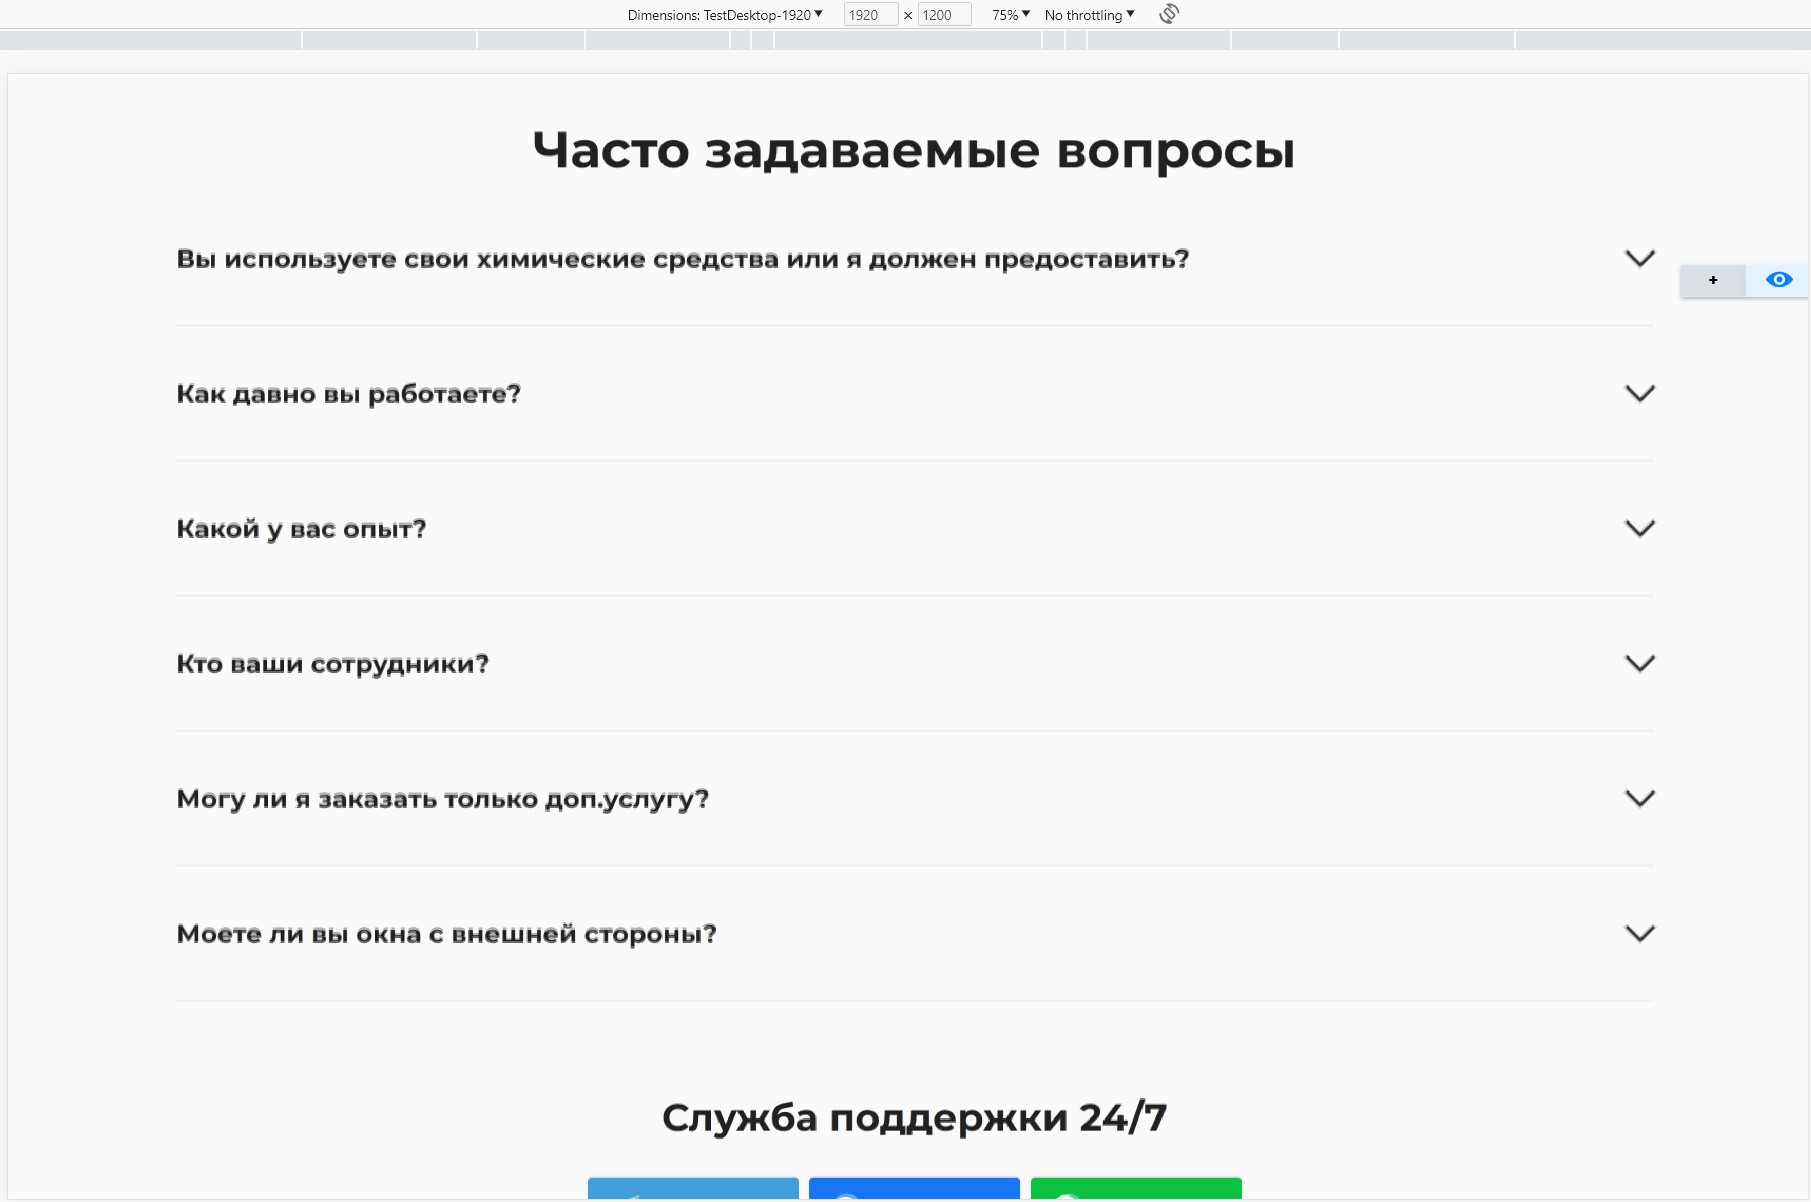 Dimensions: TestDesktop-1920 1920 × 1200 75% No throttling
Часто задаваемые вопросы
Вы используете свои химические средства или я должен предоставить?
+
Как давно вы работаете?
Какой у вас опыт?
Кто ваши сотрудники?
Могу ли я заказать только доп.услугу?
Моете ли вы окна с внешней стороны?
Служба поддержки 24/7